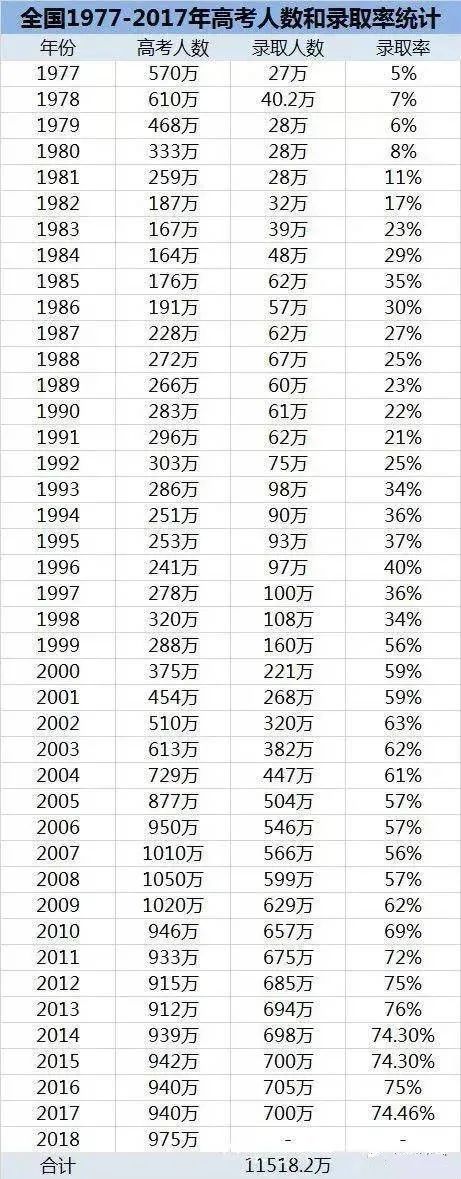 全国1977-2017年高考人数和录取率统计
年份 高考人数 录取人数 录取率
1977 570万 27万 5%
1978 610万 40.2万 7%
1979 468万 28万 6%
1980 333万 28万 8%
1981 259万 28万 11%
1982 187万 32万 17%
1983 167万 39万 23%
1984 164万 48万 29%
1985 176万 62万 35%
1986 191万 57万 30%
1987 228万 62万 27%
1988 272万 67万 25%
1989 266万 60万 23%
1990 283万 61万 22%
1991 296万 62万 21%
1992 303万 75万 25%
1993 286万 98万 34%
1994 251万 90万 36%
1995 253万 93万 37%
1996 241万 97万 40%
1997 278万 100万 36%
1998 320万 108万 34%
1999 288万 160万 56%
2000 375万 221万 59%
2001 454万 268万 59%
2002 510万 320万 63%
2003 613万 382万 62%
2004 729万 447万 61%
2005 877万 504万 57%
2006 950万 546万 57%
2007 1010万 566万 56%
2008 1050万 599万 57%
2009 1020万 629万 62%
2010 946万 657万 69%
2011 933万 675万 72%
2012 915万 685万 75%
2013 912万 694万 76%
2014 939万 698万 74.30%
2015 942万 700万 74.30%
2016 940万 705万 75%
2017 940万 700万 74.46%
2018 975万 - -
合计 11518.2万